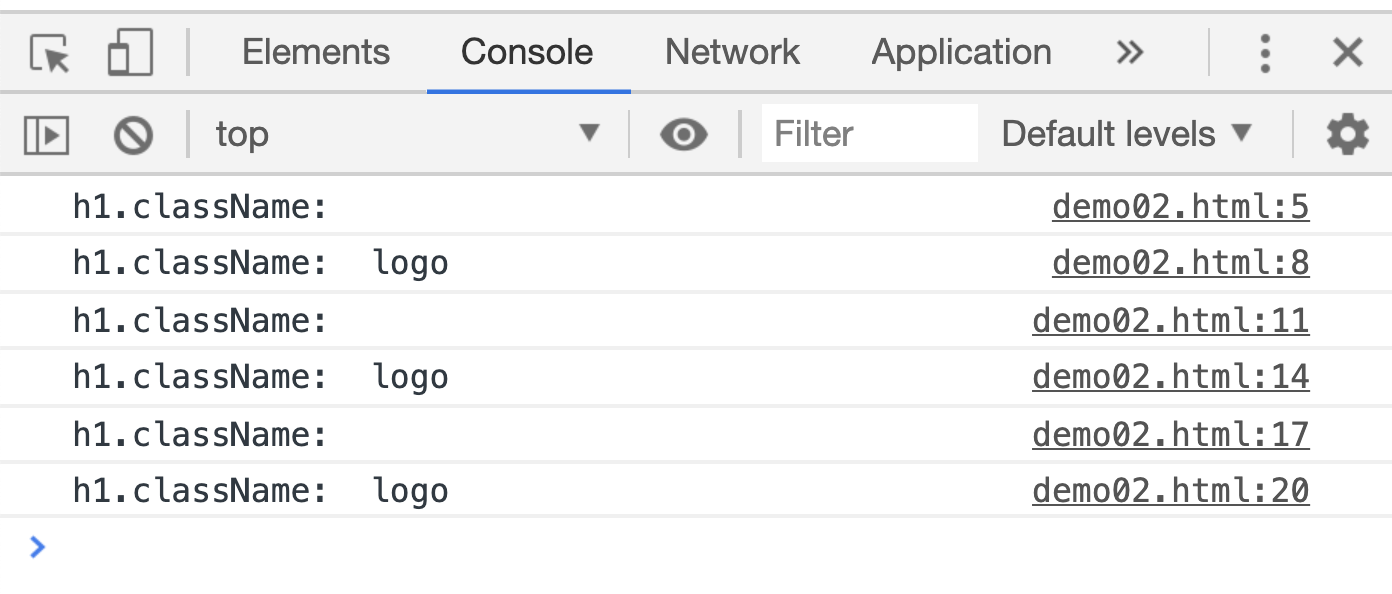 Elements Console Network Application
top Filter Default levels
h1.className: demo02.html:5
h1.className:  logo demo02.html:8
h1.className: demo02.html:11
h1.className:  logo demo02.html:14
h1.className: demo02.html:17
h1.className:  logo demo02.html:20